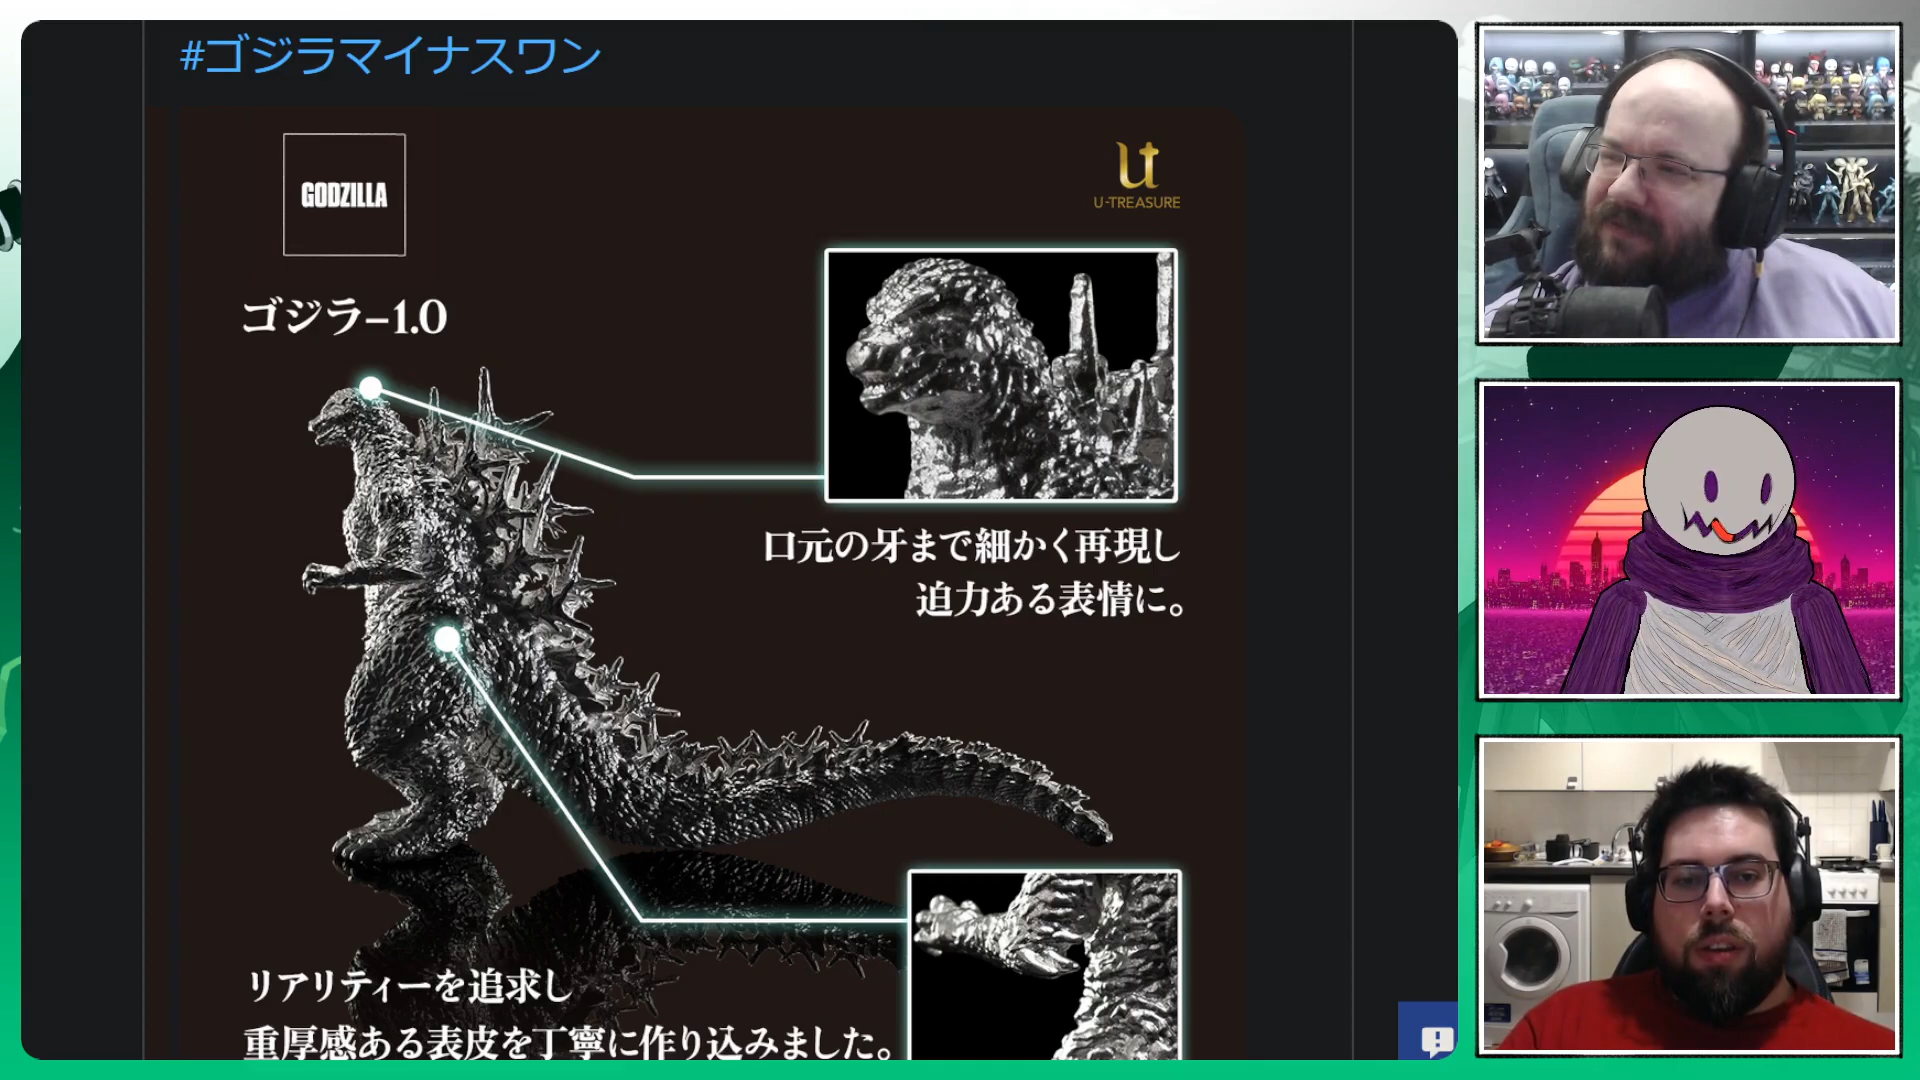 #ゴジラマイナスワン
GODZILLA
Ut
U-TREASURE
ゴジラ−1.0
口元の牙まで細かく再現し
迫力ある表情に。
リアリティーを追求し
重厚感ある表皮を丁寧に作り込みました。